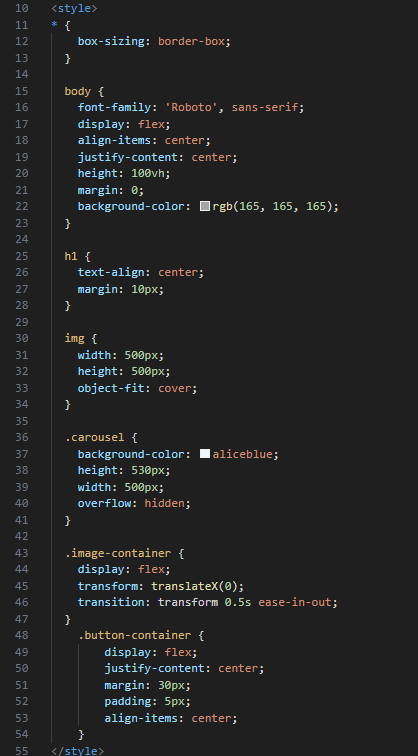 10 <style>
11 * {
12     box-sizing: border-box;
13   }
14
15   body {
16     font-family: 'Roboto', sans-serif;
17     display: flex;
18     align-items: center;
19     justify-content: center;
20     height: 100vh;
21     margin: 0;
22     background-color: rgb(165, 165, 165);
23   }
24
25   h1 {
26     text-align: center;
27     margin: 10px;
28   }
29
30   img {
31     width: 500px;
32     height: 500px;
33     object-fit: cover;
34   }
35
36   .carousel {
37     background-color: aliceblue;
38     height: 530px;
39     width: 500px;
40     overflow: hidden;
41   }
42
43   .image-container {
44     display: flex;
45     transform: translateX(0);
46     transition: transform 0.5s ease-in-out;
47   }
48     .button-container {
49         display: flex;
50         justify-content: center;
51         margin: 30px;
52         padding: 5px;
53         align-items: center;
54     }
55 </style>